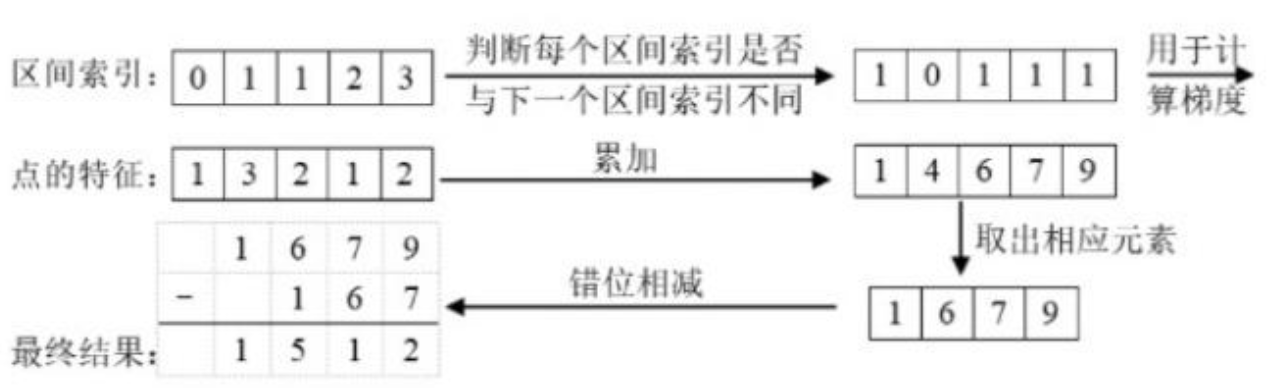 区间索引: 0 1 1 2 3 判断每个区间索引是否 1 0 1 1 1 用于计
与下一个区间索引不同 算梯度
点的特征: 1 3 2 1 2 累加 1 4 6 7 9
取出相应元素
1 6 7 9
错位相减
1 6 7 9
- 1 6 7
最终结果: 1 5 1 2